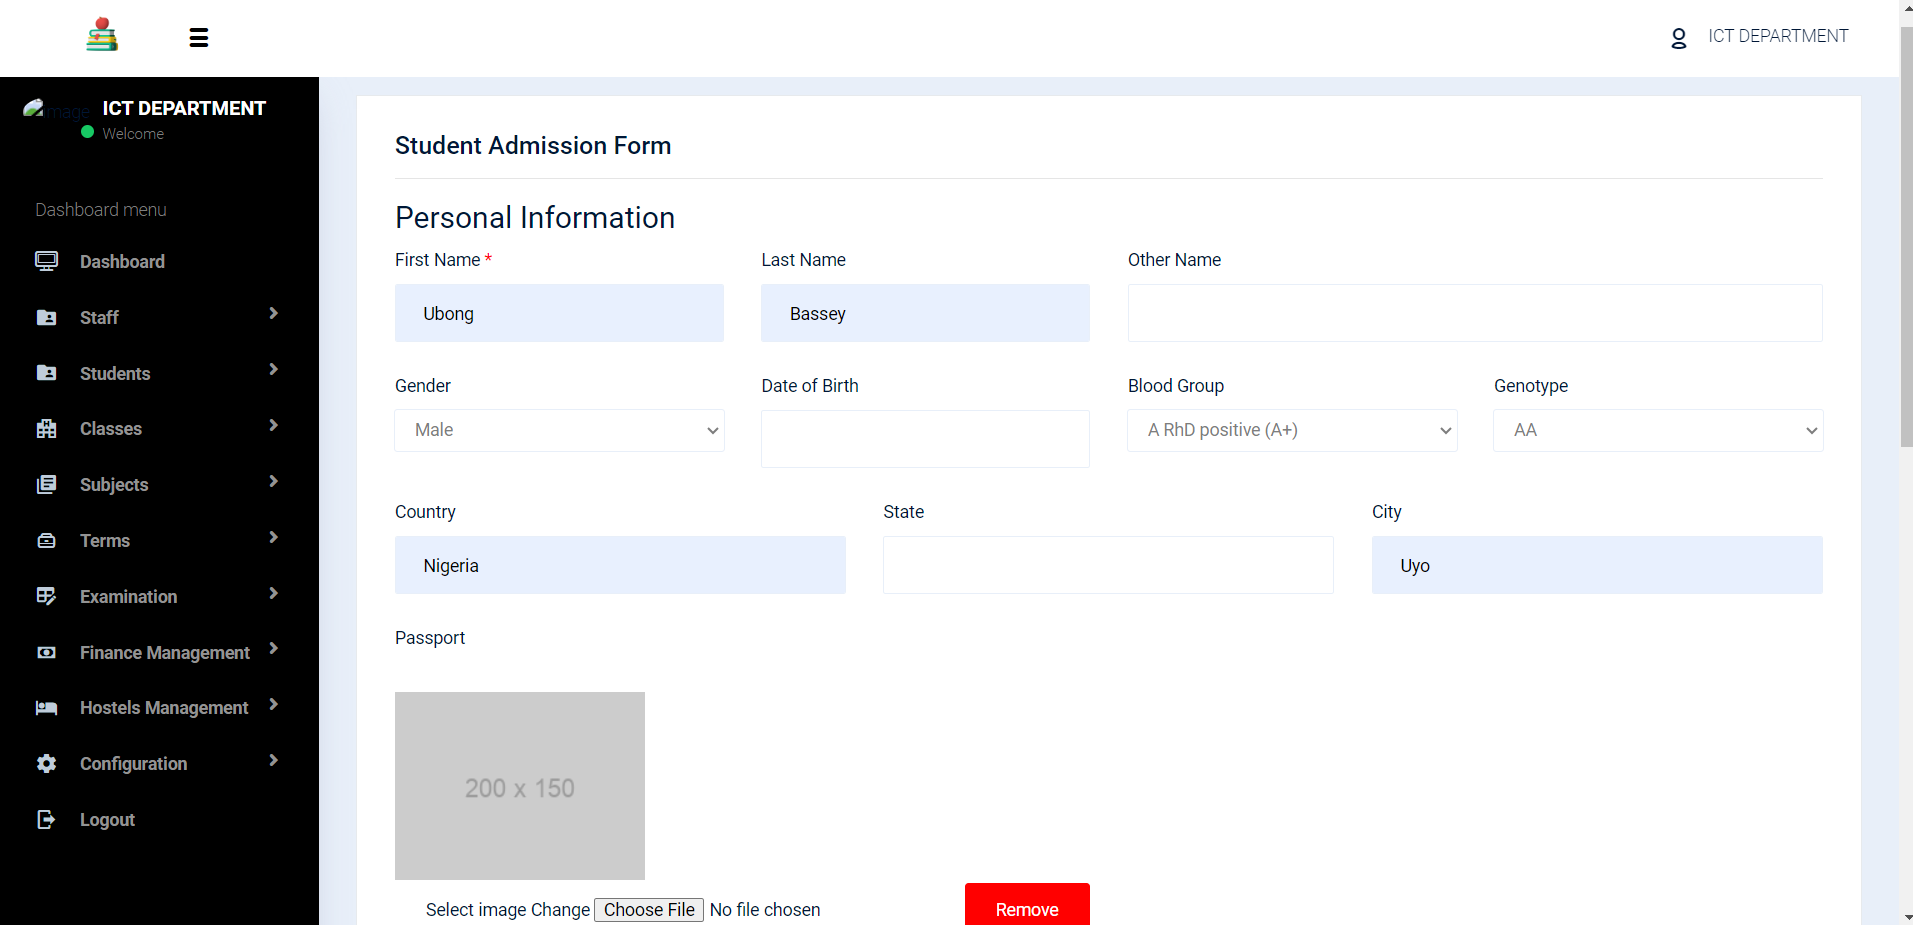 ICT DEPARTMENT
image
ICT DEPARTMENT
Welcome
Dashboard menu
Dashboard
Staff
Students
Classes
Subjects
Terms
Examination
Finance Management
Hostels Management
Configuration
Logout
Student Admission Form
Personal Information
First Name * Last Name Other Name
Ubong Bassey
Gender Date of Birth Blood Group Genotype
Male A RhD positive (A+) AA
Country State City
Nigeria Uyo
Passport
200 x 150
Select image Change Choose File No file chosen Remove